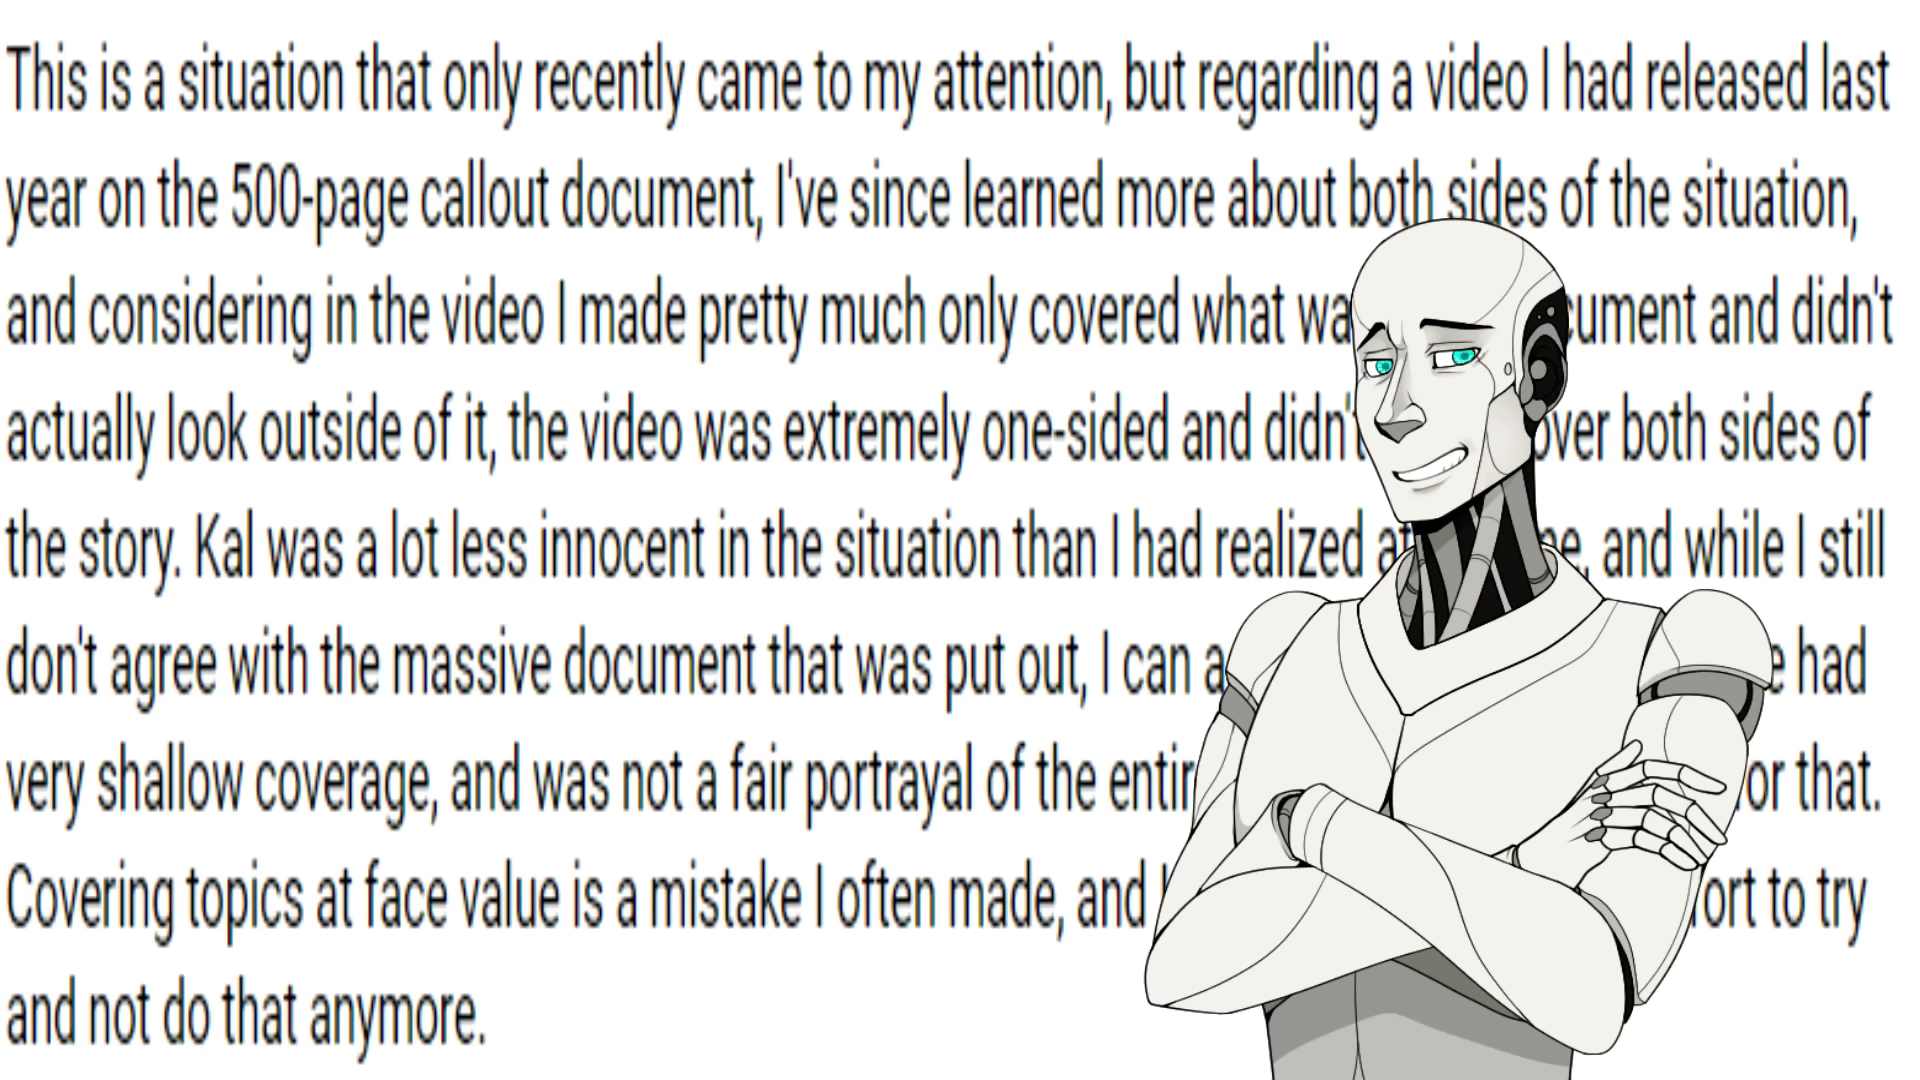 This is a situation that only recently came to my attention, but regarding a video I had released last
year on the 500-page callout document, I've since learned more about both sides of the situation,
and considering in the video I made pretty much only covered what and didn't
actually look outside of it, the video was extremely one-sided and didn't over both sides of
the story. Kal was a lot less innocent in the situation than I had realized and while I still
don't agree with the massive document that was put out, I can had
very shallow coverage, and was not a fair portrayal of the that.
Covering topics at face value is a mistake I often made, and to try
and not do that anymore.